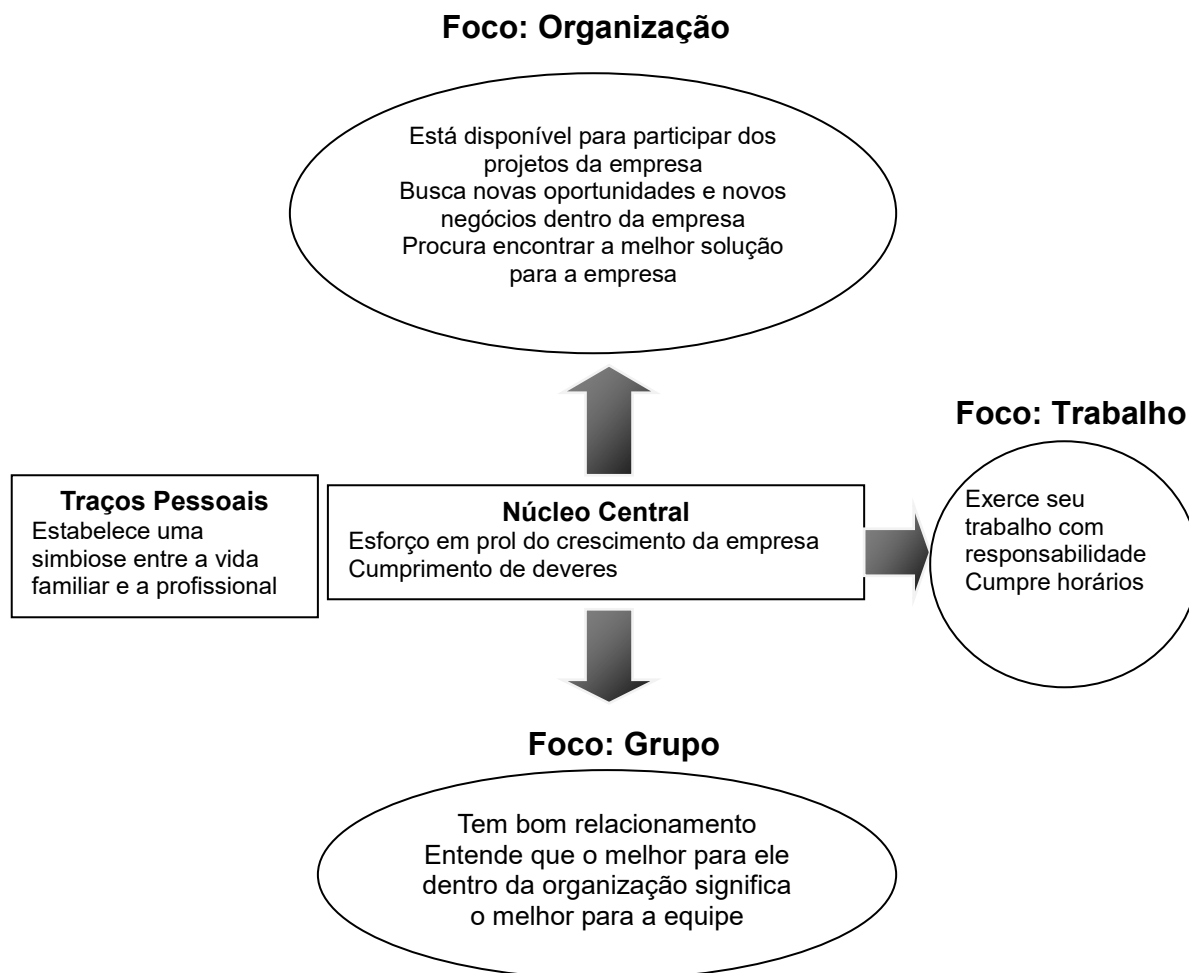 Foco: Organização
Está disponível para participar dos
projetos da empresa
Busca novas oportunidades e novos
negócios dentro da empresa
Procura encontrar a melhor solução
para a empresa
Foco: Trabalho
Traços Pessoais
Estabelece uma
simbiose entre a vida
familiar e a profissional
Núcleo Central
Esforço em prol do crescimento da empresa
Cumprimento de deveres
Exerce seu
trabalho com
responsabilidade
Cumpre horários
Foco: Grupo
Tem bom relacionamento
Entende que o melhor para ele
dentro da organização significa
o melhor para a equipe